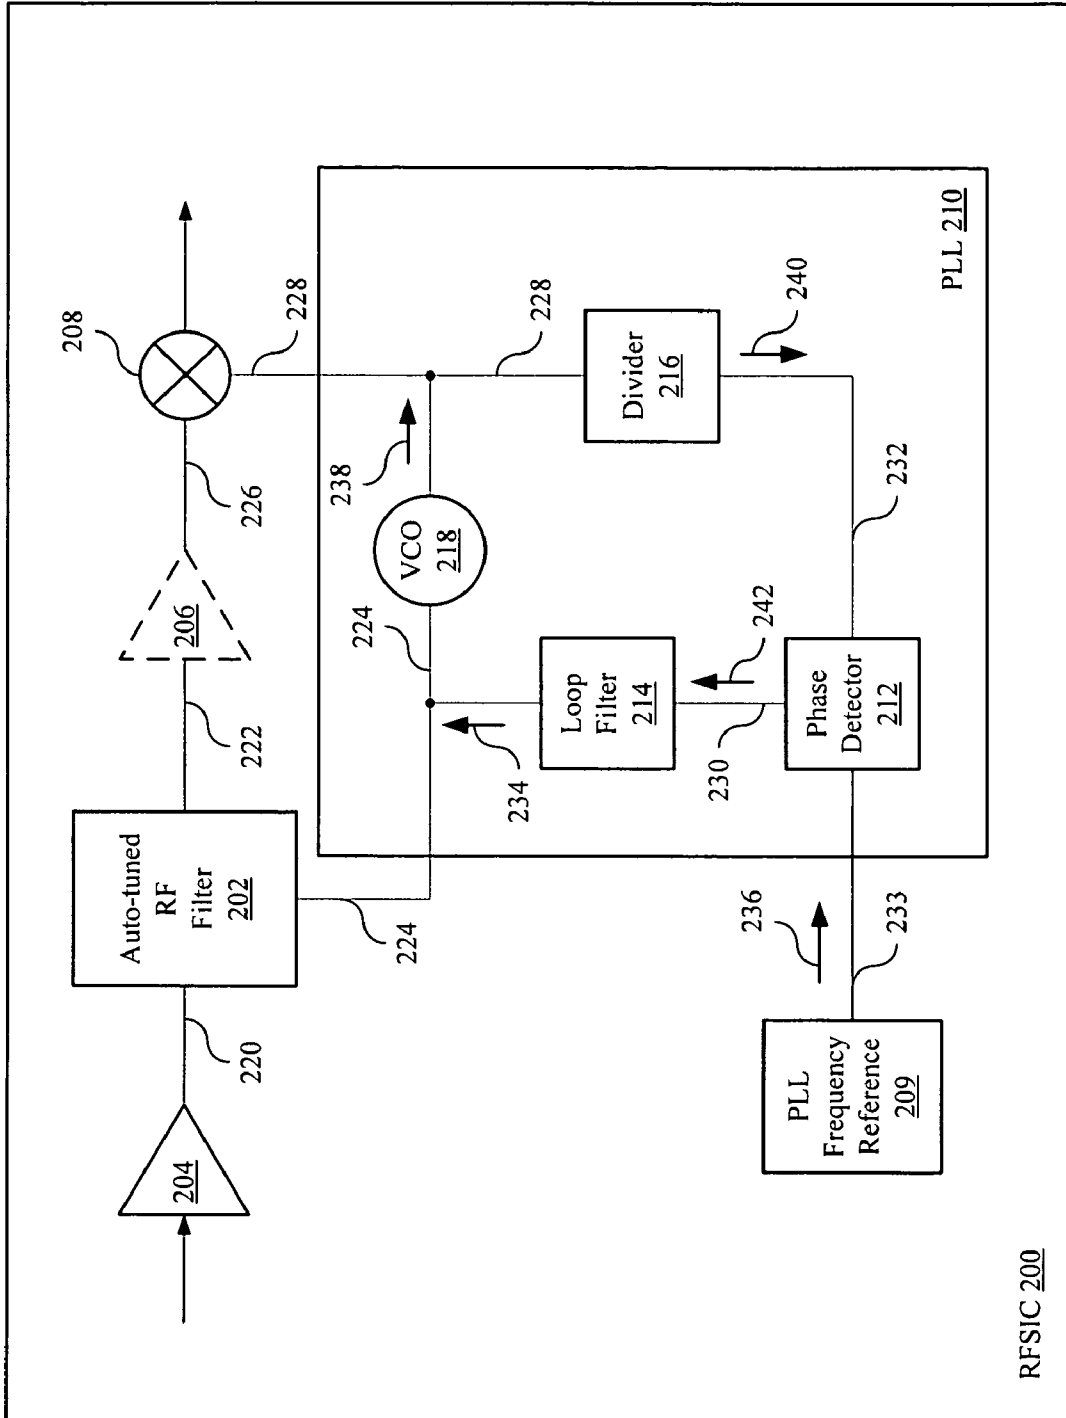 208
228
226
206
222
Auto-tuned
RF
Filter
202
224
220
204
238
VCO
218
224
228
Divider
216
240
PLL 210
232
Loop
Filter
214
234
242
230
Phase
Detector
212
236
233
PLL
Frequency
Reference
209
RFSIC 200